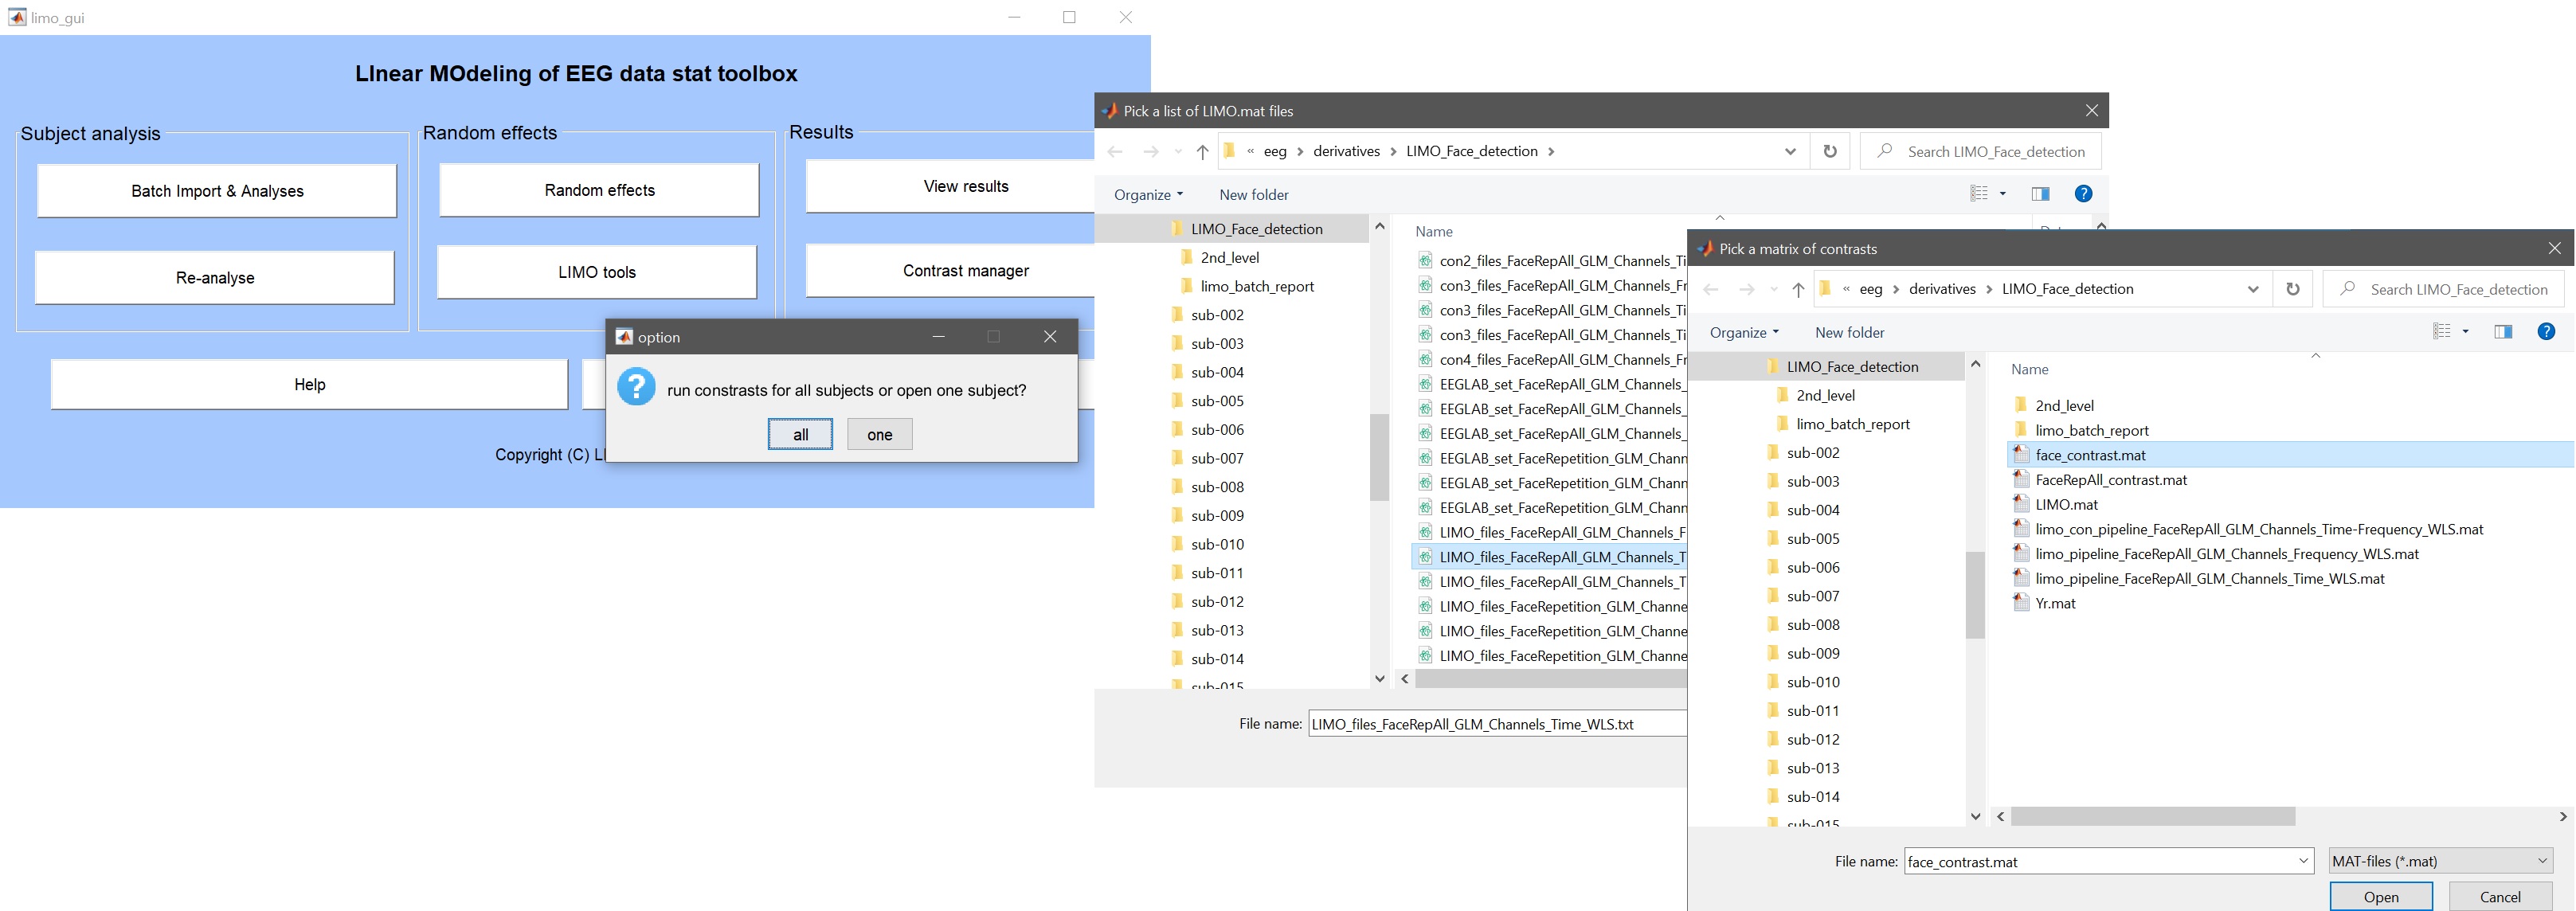 limo_gui
LInear MOdeling of EEG data stat toolbox
Subject analysis
Random effects
Results
Batch Import & Analyses
Random effects
View results
Re-analyse
LIMO tools
Contrast manager
Help
Copyright (C) LI
option
run constrasts for all subjects or open one subject?
all
one
Pick a list of LIMO.mat files
« eeg > derivatives > LIMO_Face_detection >
Search LIMO_Face_detection
Organize
New folder
LIMO_Face_detection
2nd_level
limo_batch_report
sub-002
sub-003
sub-004
sub-005
sub-006
sub-007
sub-008
sub-009
sub-010
sub-011
sub-012
sub-013
sub-014
sub-015
Name
con2_files_FaceRepAll_GLM_Channels_Ti
con3_files_FaceRepAll_GLM_Channels_Fr
con3_files_FaceRepAll_GLM_Channels_Ti
con3_files_FaceRepAll_GLM_Channels_Ti
con4_files_FaceRepAll_GLM_Channels_Fr
EEGLAB_set_FaceRepAll_GLM_Channels_
EEGLAB_set_FaceRepAll_GLM_Channels_
EEGLAB_set_FaceRepAll_GLM_Channels_
EEGLAB_set_FaceRepetition_GLM_Chann
EEGLAB_set_FaceRepetition_GLM_Chann
EEGLAB_set_FaceRepetition_GLM_Chann
LIMO_files_FaceRepAll_GLM_Channels_F
LIMO_files_FaceRepAll_GLM_Channels_T
LIMO_files_FaceRepAll_GLM_Channels_T
LIMO_files_FaceRepetition_GLM_Channe
LIMO_files_FaceRepetition_GLM_Channe
LIMO_files_FaceRepetition_GLM_Channe
File name: LIMO_files_FaceRepAll_GLM_Channels_Time_WLS.txt
Pick a matrix of contrasts
« eeg > derivatives > LIMO_Face_detection
Search LIMO_Face_detection
Organize
New folder
LIMO_Face_detection
2nd_level
limo_batch_report
sub-002
sub-003
sub-004
sub-005
sub-006
sub-007
sub-008
sub-009
sub-010
sub-011
sub-012
sub-013
sub-014
sub-015
Name
2nd_level
limo_batch_report
face_contrast.mat
FaceRepAll_contrast.mat
LIMO.mat
limo_con_pipeline_FaceRepAll_GLM_Channels_Time-Frequency_WLS.mat
limo_pipeline_FaceRepAll_GLM_Channels_Frequency_WLS.mat
limo_pipeline_FaceRepAll_GLM_Channels_Time_WLS.mat
Yr.mat
File name: face_contrast.mat
MAT-files (*.mat)
Open
Cancel